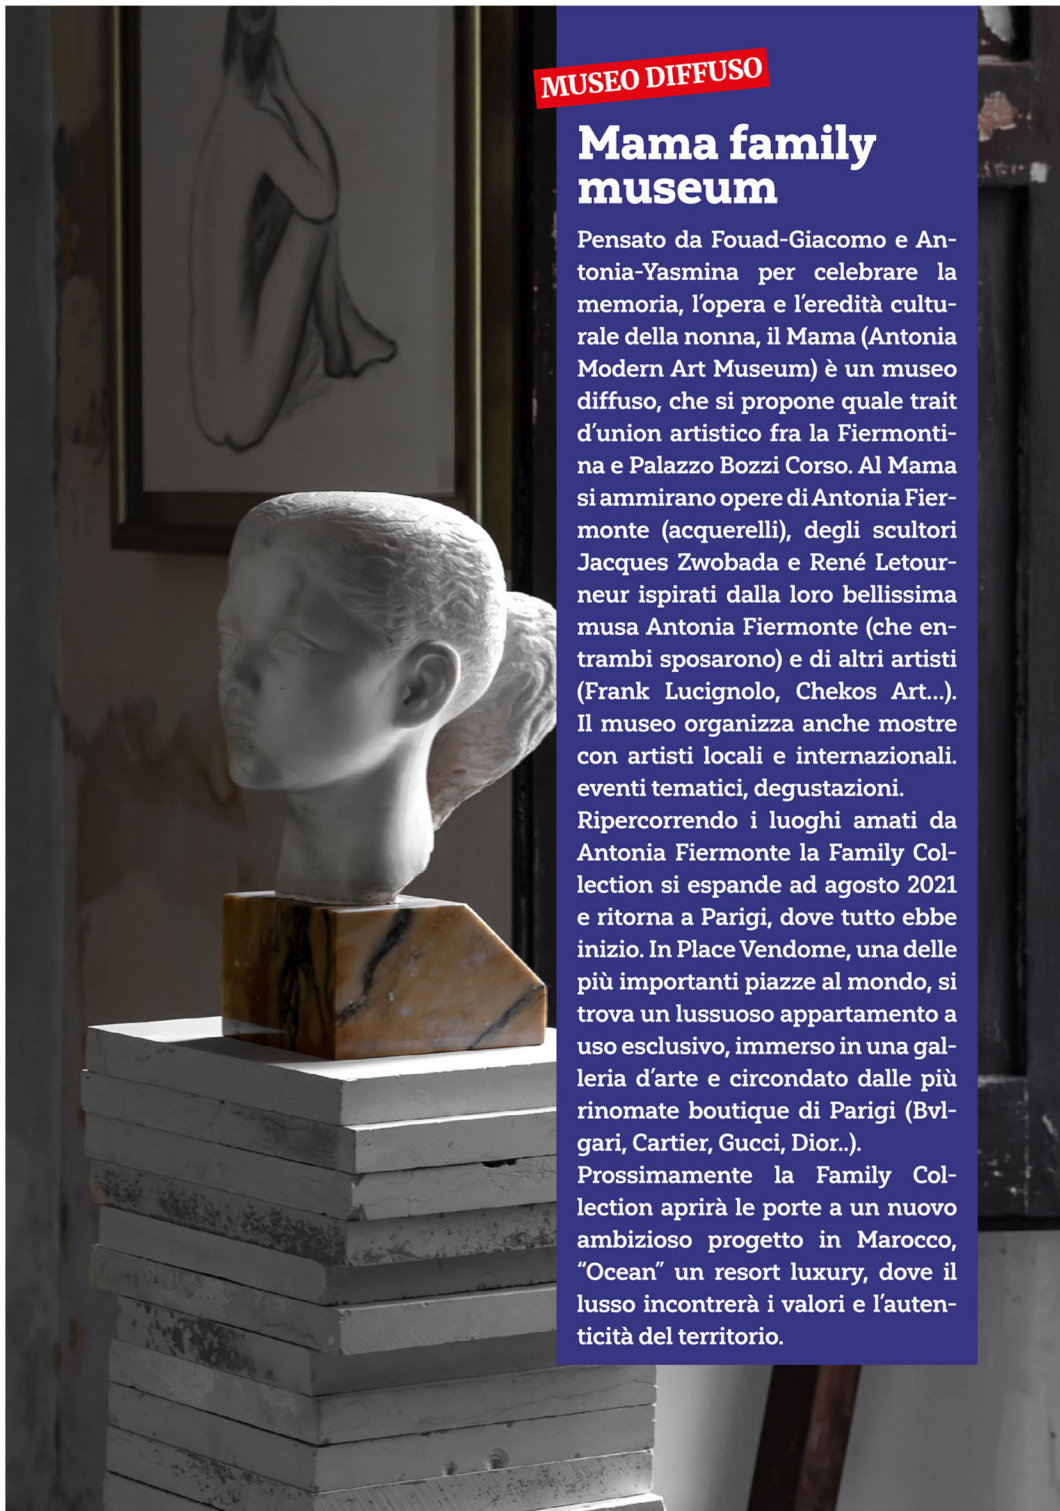 MUSEO DIFFUSO
Mama family
museum
Pensato da Fouad-Giacomo e An-
tonia-Yasmina per celebrare la
memoria, l'opera e l'eredità cultu-
rale della nonna, il Mama (Antonia
Modern Art Museum) è un museo
diffuso, che si propone quale trait
d'union artistico fra la Fiermonti-
na e Palazzo Bozzi Corso. Al Mama
si ammirano opere di Antonia Fier-
monte (acquerelli), degli scultori
Jacques Zwobada e René Letour-
neur ispirati dalla loro bellissima
musa Antonia Fiermonte (che en-
trambi sposarono) e di altri artisti
(Frank Lucignolo, Chekos Art...).
Il museo organizza anche mostre
con artisti locali e internazionali.
eventi tematici, degustazioni.
Ripercorrendo i luoghi amati da
Antonia Fiermonte la Family Col-
lection si espande ad agosto 2021
e ritorna a Parigi, dove tutto ebbe
inizio. In Place Vendome, una delle
più importanti piazze al mondo, si
trova un lussuoso appartamento a
uso esclusivo, immerso in una gal-
leria d'arte e circondato dalle più
rinomate boutique di Parigi (Bvl-
gari, Cartier, Gucci, Dior..).
Prossimamente la Family Col-
lection aprirà le porte a un nuovo
ambizioso progetto in Marocco,
"Ocean" un resort luxury, dove il
lusso incontrerà i valori e l'auten-
ticità del territorio.